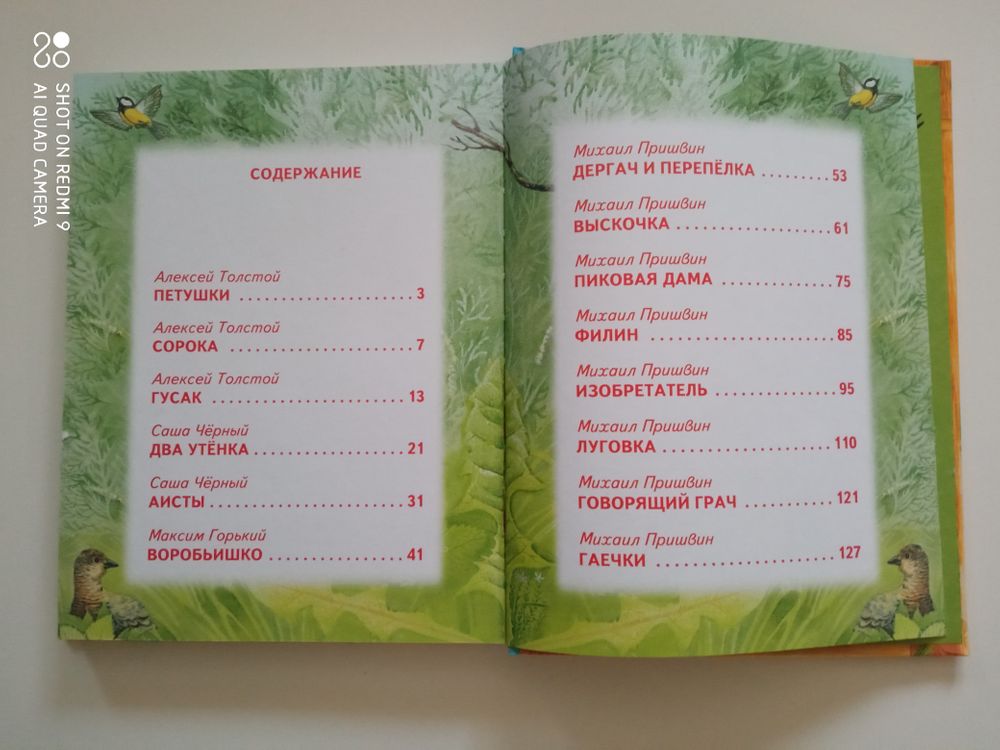 СОДЕРЖАНИЕ
Алексей Толстой
ПЕТУШКИ .................... 3
Алексей Толстой
СОРОКА .................... 7
Алексей Толстой
ГУСАК .................... 13
Саша Чёрный
ДВА УТЁНКА .................... 21
Саша Чёрный
АИСТЫ .................... 31
Максим Горький
ВОРОБЬИШКО .................... 41
Михаил Пришвин
ДЕРГАЧ И ПЕРЕПЁЛКА ......... 53
Михаил Пришвин
ВЫСКОЧКА .................... 61
Михаил Пришвин
ПИКОВАЯ ДАМА ............... 75
Михаил Пришвин
ФИЛИН .................... 85
Михаил Пришвин
ИЗОБРЕТАТЕЛЬ ............... 95
Михаил Пришвин
ЛУГОВКА .................... 110
Михаил Пришвин
ГОВОРЯЩИЙ ГРАЧ ........... 121
Михаил Пришвин
ГАЕЧКИ .................... 127
SHOT ON REDMI 9
AI QUAD CAMERA